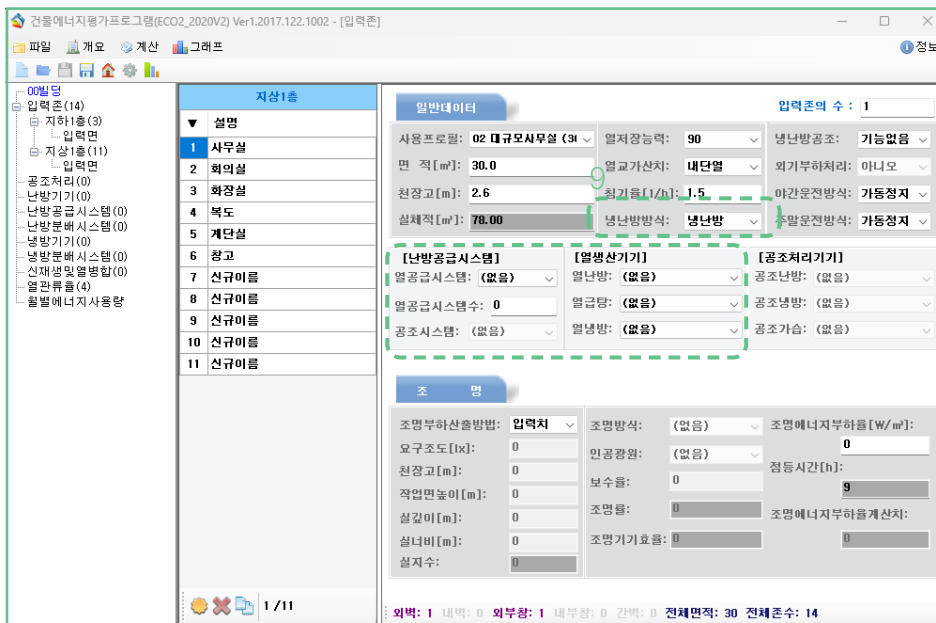 건물에너지평가프로그램(ECO2_2020V2) Ver1.2017.122.1002 - [입력존]
파일 개요 계산 그래프 정보
00빌딩
입력존(14)
지하1층(3)
입력면
지상1층(11)
입력면
공조처리(0)
난방기기(0)
난방공급시스템(0)
난방분배시스템(0)
냉방기기(0)
냉방분배시스템(0)
신재생및열병합(0)
열관류율(4)
월별에너지사용량
지상1층
▼ 설명
1 사무실
2 회의실
3 화장실
4 복도
5 계단실
6 창고
7 신규이름
8 신규이름
9 신규이름
10 신규이름
11 신규이름
1 /11
일반데이터
입력존의 수: 1
사용프로필: 02 대규모사무실 (30 열저장능력: 90 냉난방공조: 기능없음
면 적[㎡]: 30.0 열교가산치: 내단열 외기부하처리: 아니오
9
천장고[m]: 2.6 침기율[1/h]: 1.5 야간운전방식: 가동정지
실체적[㎥]: 78.00 냉난방방식: 냉난방 주말운전방식: 가동정지
[난방공급시스템] [열생산기기] [공조처리기기]
열공급시스템: (없음) 열난방: (없음) 공조난방: (없음)
열공급시스템수: 0 열급탕: (없음) 공조냉방: (없음)
공조시스템: (없음) 열냉방: (없음) 공조가습: (없음)
조 명
조명부하산출방법: 입력치 조명방식: (없음) 조명에너지부하율[W/㎡]:
0
요구조도[lx]: 0 인공광원: (없음)
천장고[m]: 0 보수율: 0 점등시간[h]:
9
작업면높이[m]: 0
실깊이[m]: 0 조명률: 0 조명에너지부하율계산치:
실너비[m]: 0 조명기기효율: 0 0
실지수: 0
외벽: 1 내벽: 0 외부창: 1 내부창: 0 간벽: 0 전체면적: 30 전체존수: 14